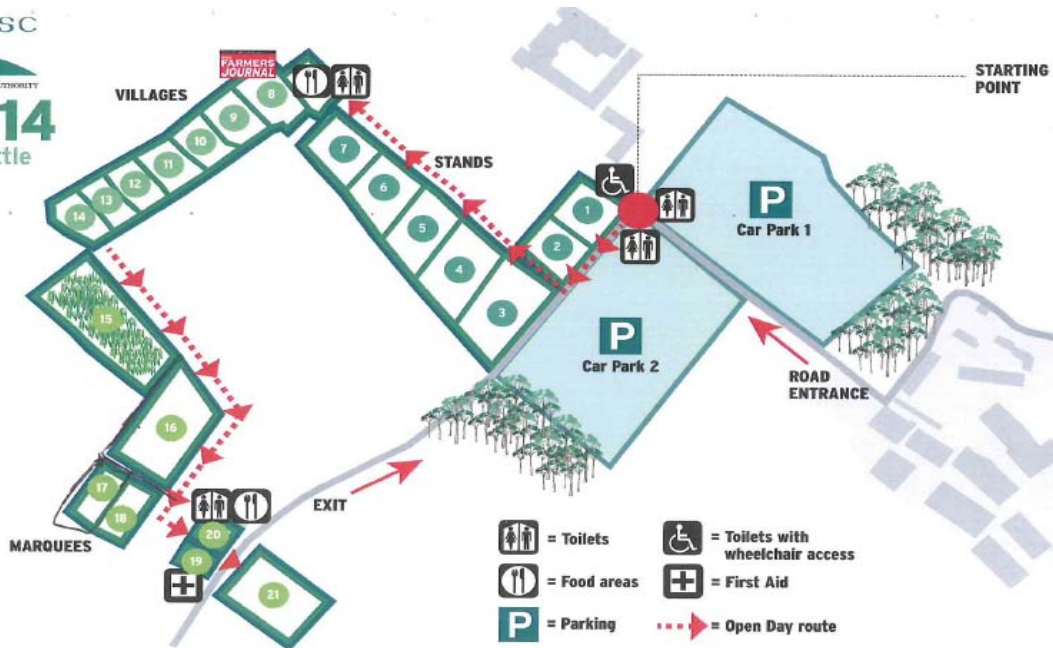 SC
AUTHORITY
14
ttle
FARMERS
JOURNAL
VILLAGES
8
9
10
11
12
13
14
7
6
5
4
3
STANDS
1
2
STARTING
POINT
P
Car Park 1
P
Car Park 2
ROAD
ENTRANCE
15
16
17
18
MARQUEES
20
19
21
EXIT
= Toilets
= Toilets with
wheelchair access
= Food areas
= First Aid
P = Parking
= Open Day route